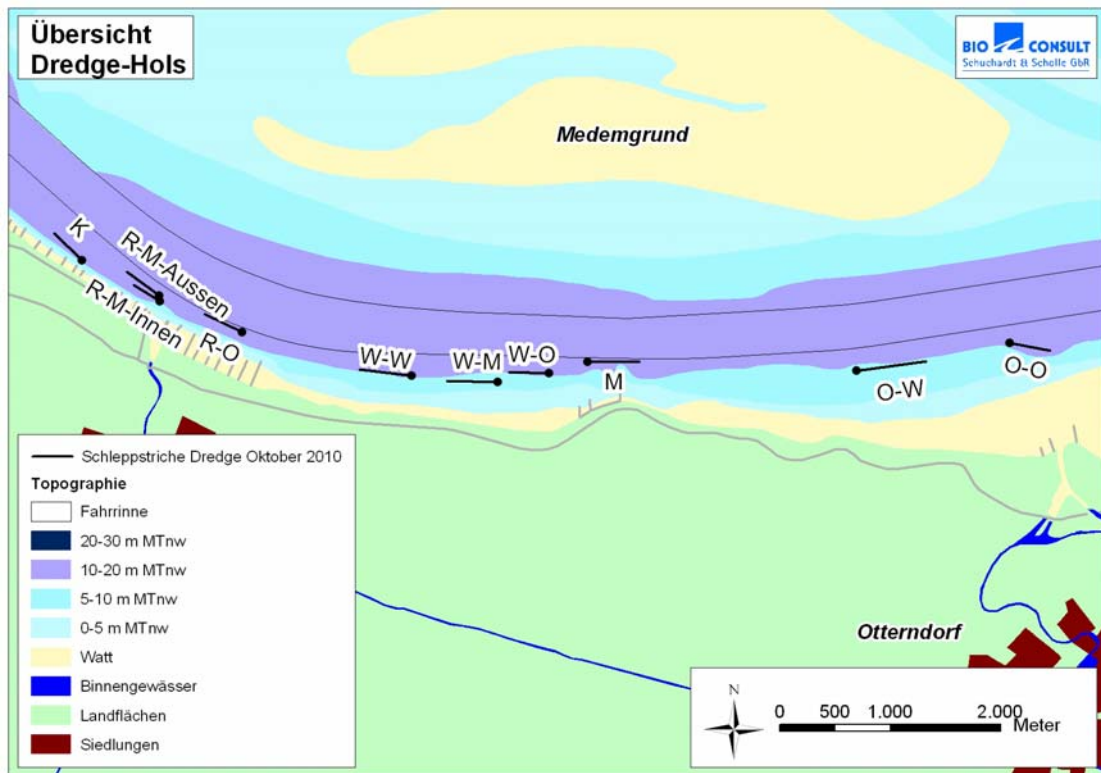 Übersicht
Dredge-Hols
BIO CONSULT
Schuchardt & Scholle GbR
Medemgrund
K
R-M-Aussen
R-M-Innen
R-O
W-W
W-M
W-O
M
O-W
O-O
Schleppstriche Dredge Oktober 2010
Topographie
Fahrrinne
20-30 m MTnw
10-20 m MTnw
5-10 m MTnw
0-5 m MTnw
Watt
Binnengewässer
Landflächen
Siedlungen
Otterndorf
N
0 500 1.000 2.000
Meter